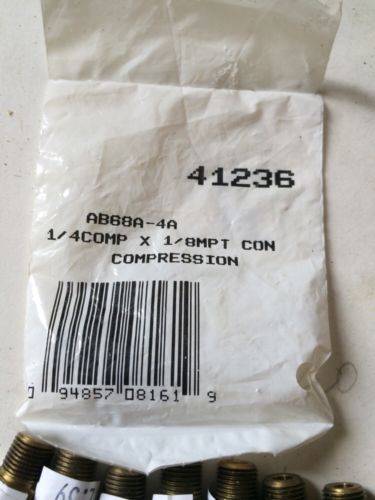 41236
AB68A-4A
1/4COMP X 1/8MPT CON
COMPRESSION
0 94857 08161 9